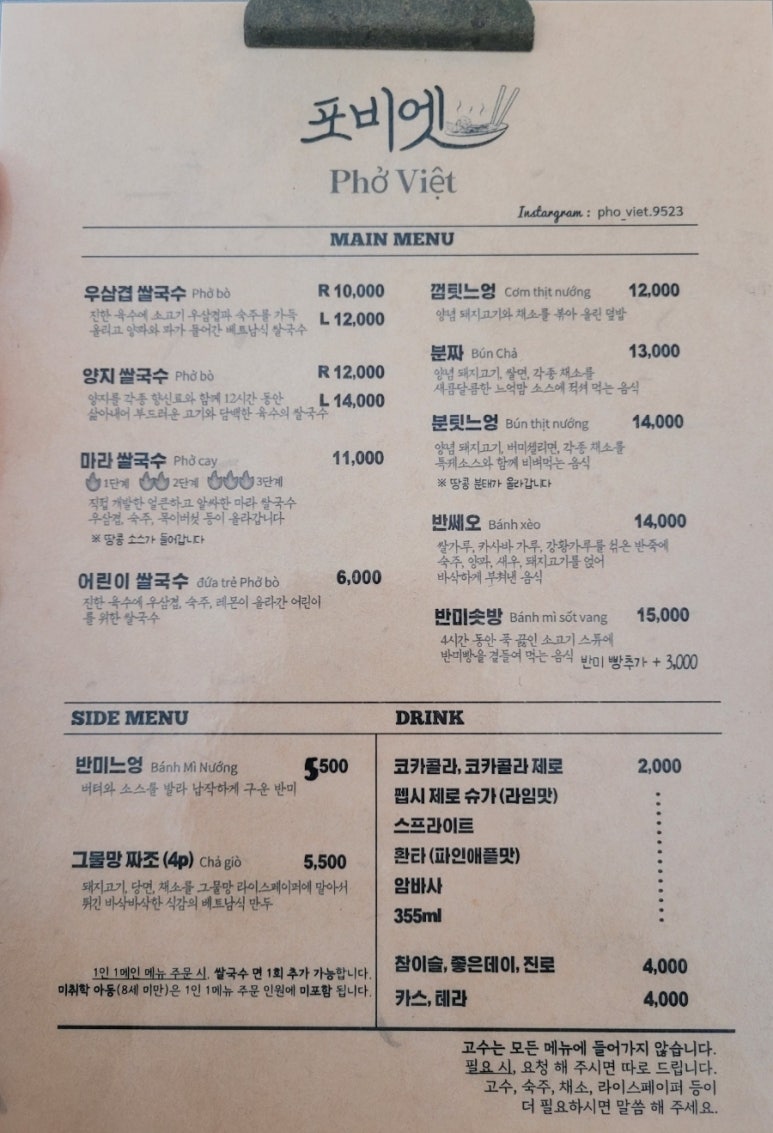 포비엣
Phở Việt
Instargram : pho_viet.9523
MAIN MENU
우삼겹 쌀국수 Phở bò R 10,000
진한 육수에 소고기 우삼겹과 숙주를 가득
올리고 양파와 파가 들어간 베트남식 쌀국수 L 12,000
양지 쌀국수 Phở bò R 12,000
양지를 각종 향신료와 함께 12시간 동안 L 14,000
삶아내어 부드러운 고기와 담백한 육수의 쌀국수
마라 쌀국수 Phở cay 11,000
1단계 2단계 3단계
직접 개발한 얼큰하고 알싸한 마라 쌀국수
우삼겹, 숙주, 목이버섯 등이 올라갑니다
※ 땅콩 소스가 들어갑니다
어린이 쌀국수 đứa trẻ Phở bò 6,000
진한 육수에 우삼겹, 숙주, 레몬이 올라간 어린이
를 위한 쌀국수
껌팃느엉 Cơm thịt nướng 12,000
양념 돼지고기와 채소를 볶아 올린 덮밥
분짜 Bún Chả 13,000
양념 돼지고기, 쌀면, 각종 채소를
새콤달콤한 느억맘 소스에 적셔 먹는 음식
분팃느엉 Bún thịt nướng 14,000
양념 돼지고기, 버미셀리면, 각종 채소를
특제소스와 함께 비벼먹는 음식
※ 땅콩 분태가 올라갑니다
반쎄오 Bánh xèo 14,000
쌀가루, 카사바 가루, 강황가루를 섞은 반죽에
숙주, 양파, 새우, 돼지고기를 얹어
바삭하게 부쳐낸 음식
반미솟방 Bánh mì sốt vang 15,000
4시간 동안 푹 끓인 소고기 스튜에
반미빵을 곁들여 먹는 음식 반미 빵추가 + 3,000
SIDE MENU
반미느엉 Bánh Mì Nướng 5,500
버터와 소스를 발라 납작하게 구운 반미
그물망 짜조 (4p) Chả giò 5,500
돼지고기, 당면, 채소를 그물망 라이스페이퍼에 말아서
튀긴 바삭바삭한 식감의 베트남식 만두
1인 1메인 메뉴 주문 시, 쌀국수 면 1회 추가 가능합니다.
미취학 아동(8세 미만)은 1인 1메뉴 주문 인원에 미포함 됩니다.
DRINK
코카콜라, 코카콜라 제로 2,000
펩시 제로 슈가 (라임맛)
스프라이트
환타 (파인애플맛)
암바사
355ml
참이슬, 좋은데이, 진로 4,000
카스, 테라 4,000
고수는 모든 메뉴에 들어가지 않습니다.
필요 시, 요청 해 주시면 따로 드립니다.
고수, 숙주, 채소, 라이스페이퍼 등이
더 필요하시면 말씀 해 주세요.